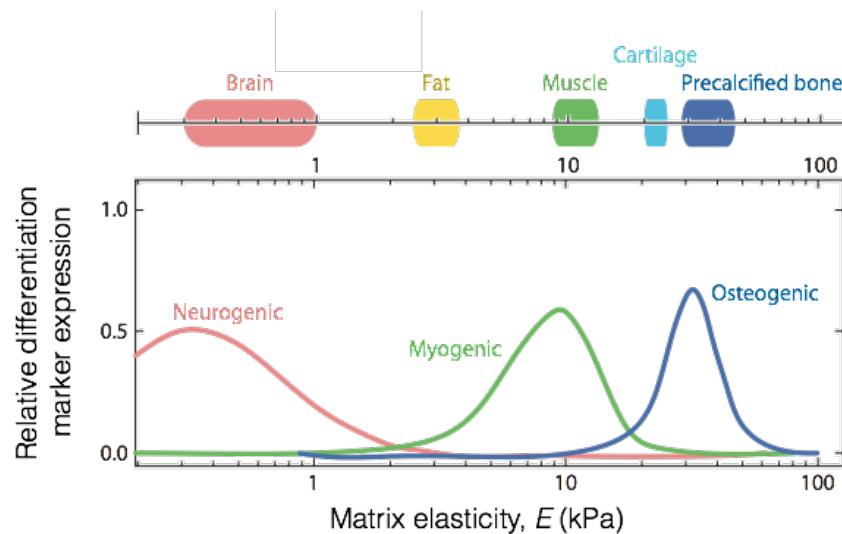 Cartilage
Brain Fat Muscle Precalcified bone
1 10 100
Relative differentiation
marker expression
1.0
0.5
0.0
Neurogenic
Myogenic
Osteogenic
1 10 100
Matrix elasticity, E (kPa)